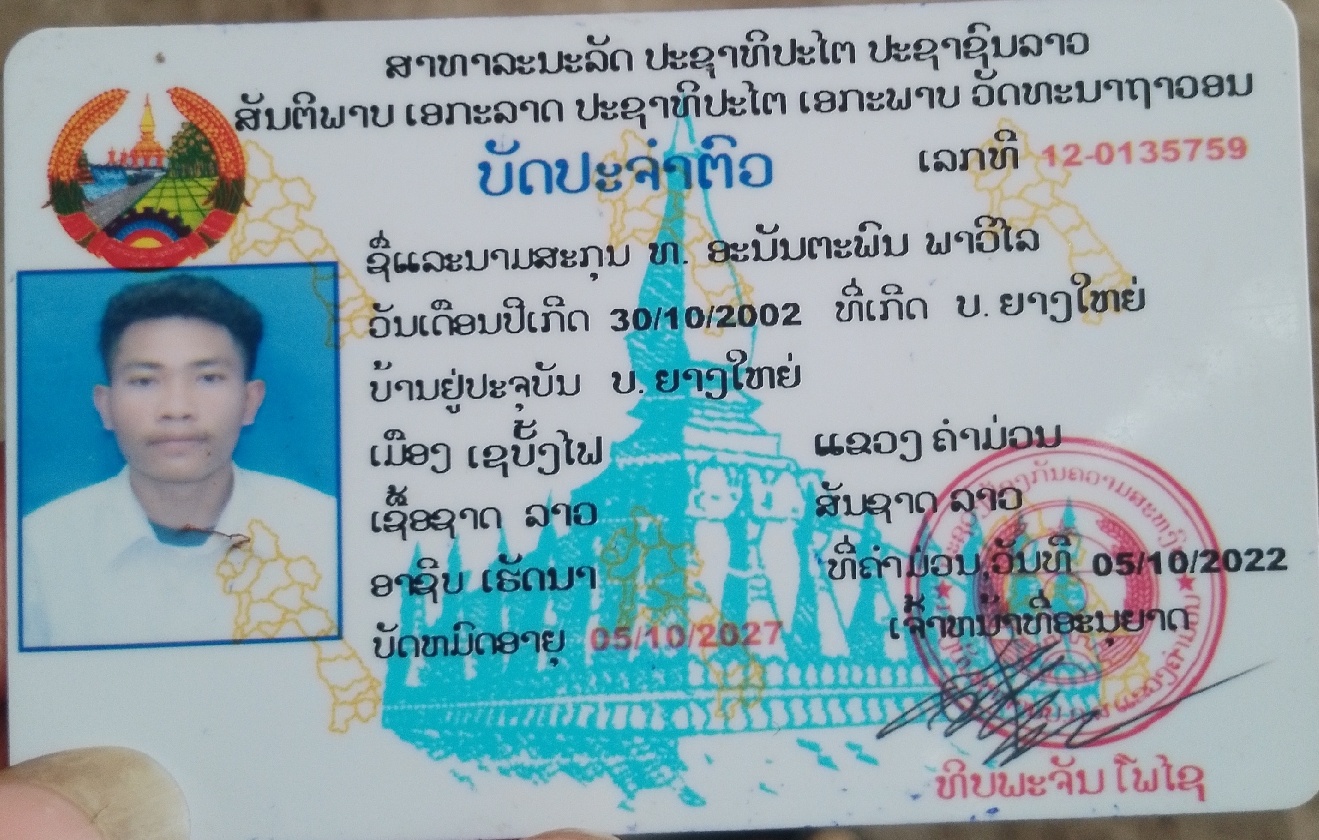 ສາທາລະນະລັດ ປະຊາທິປະໄຕ ປະຊາຊົນລາວ
ສັນຕິພາບ ເອກະລາດ ປະຊາທິປະໄຕ ເອກະພາບ ວັດທະນາຖາວອນ
ບັດປະຈຳຕົວ ເລກທີ 12-0135759
ຊື່ແລະນາມສະກຸນ ທ. ອະນັນຕະພົນ ພາວິໄລ
ວັນເດືອນປີເກີດ 30/10/2002 ທີ່ເກີດ ບ. ຍາງໃຫຍ່
ບ້ານຢູ່ປະຈຸບັນ ບ. ຍາງໃຫຍ່
ເມືອງ ເຊບັ້ງໄຟ ແຂວງ ຄຳມ່ວນ
ເຊື້ອຊາດ ລາວ ສັນຊາດ ລາວ
ອາຊິບ ເຮັດນາ ທີ່ຄຳມ່ວນ,ວັນທີ 05/10/2022
ບັດຫມົດອາຍຸ 05/10/2027 ເຈົ້າຫນ້າທີ່ອະນຸຍາດ
ແຂວງຄຳມ່ວນ
ທິບພະຈັນ ໂພໄຊ